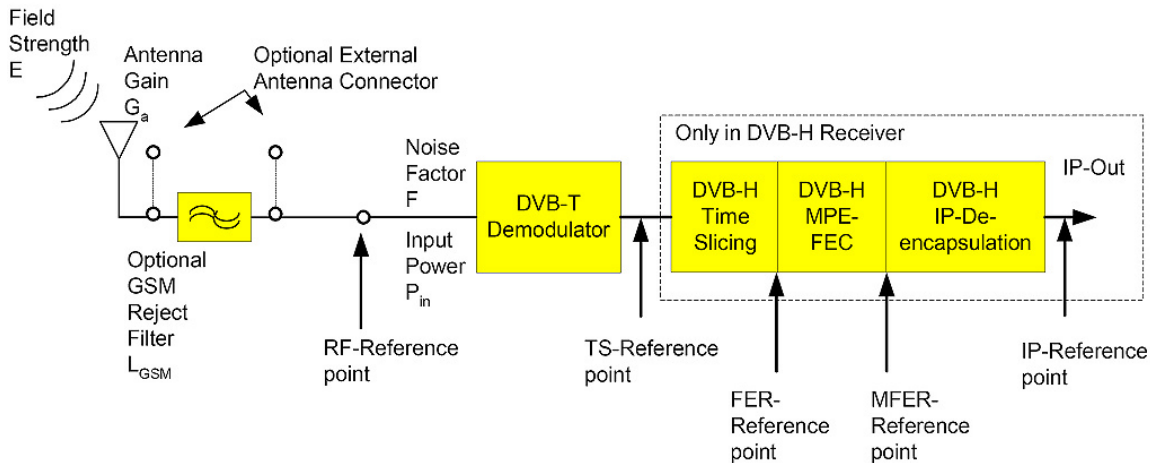 Field
Strength
E
Antenna
Gain
Ga
Optional External
Antenna Connector
Only in DVB-H Receiver
Noise
Factor
F
Input
Power
Pin
DVB-T
Demodulator
DVB-H
Time
Slicing
DVB-H
MPE-
FEC
DVB-H
IP-De-
encapsulation
IP-Out
Optional
GSM
Reject
Filter
LGSM
RF-Reference
point
TS-Reference
point
FER-
Reference
point
MFER-
Reference
point
IP-Reference
point